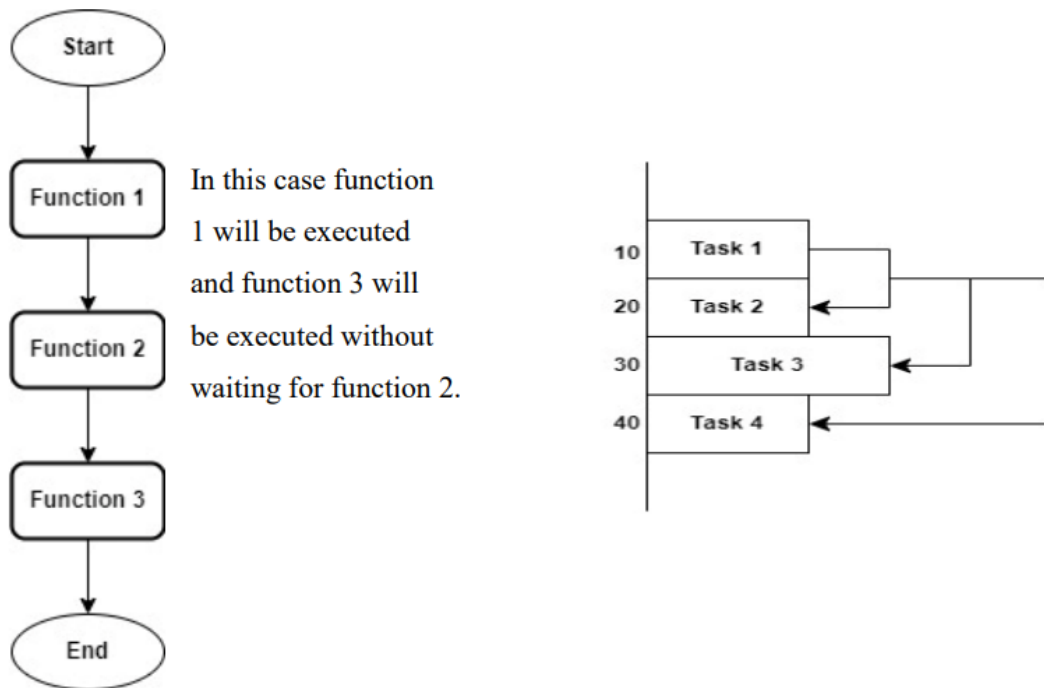 Start
Function 1
In this case function
1 will be executed
and function 3 will
be executed without
waiting for function 2.
Function 2
Function 3
End
10 Task 1
20 Task 2
30 Task 3
40 Task 4